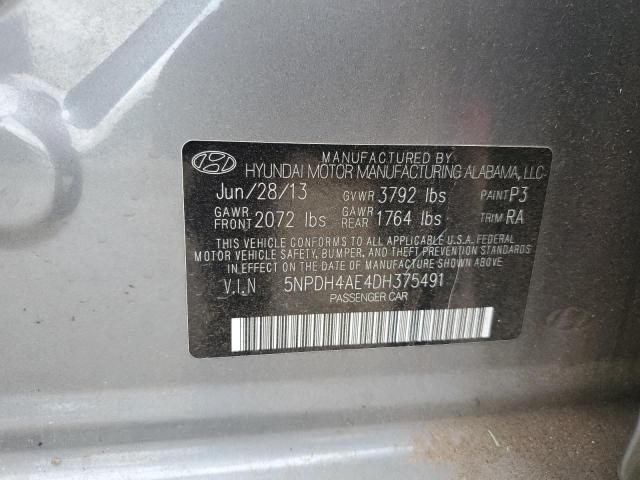 MANUFACTURED BY
HYUNDAI MOTOR MANUFACTURING ALABAMA, LLC
Jun/28/13 GVWR 3792 lbs PAINT P3
GAWR FRONT 2072 lbs GAWR REAR 1764 lbs TRIM RA
THIS VEHICLE CONFORMS TO ALL APPLICABLE U.S.A. FEDERAL
MOTOR VEHICLE SAFETY, BUMPER, AND THEFT PREVENTION STANDARDS
IN EFFECT ON THE DATE OF MANUFACTURE SHOWN ABOVE.
V.I.N 5NPDH4AE4DH375491
PASSENGER CAR